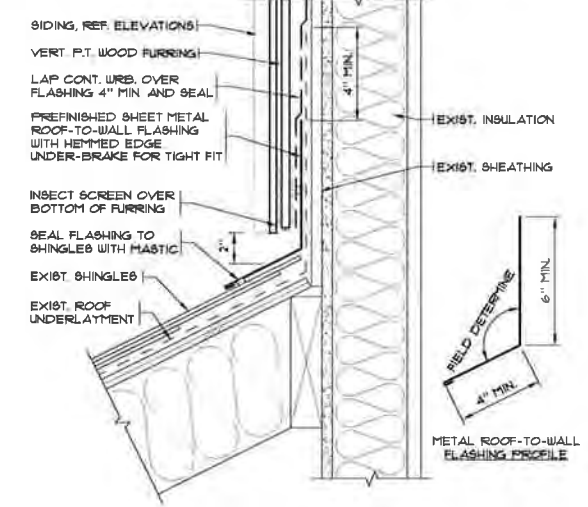 SIDING, REF. ELEVATIONS
VERT. P.T. WOOD FURRING
LAP CONT. WRB. OVER
FLASHING 4" MIN AND SEAL
PREFINISHED SHEET METAL
ROOF-TO-WALL FLASHING
WITH HEMMED EDGE
UNDER-BRAKE FOR TIGHT FIT
INSECT SCREEN OVER
BOTTOM OF FURRING
SEAL FLASHING TO
SHINGLES WITH MASTIC
EXIST. SHINGLES
EXIST. ROOF
UNDERLAYMENT
2"
4" MIN.
EXIST. INSULATION
EXIST. SHEATHING
FIELD DETERMINE
6" MIN.
4" MIN.
METAL ROOF-TO-WALL
FLASHING PROFILE